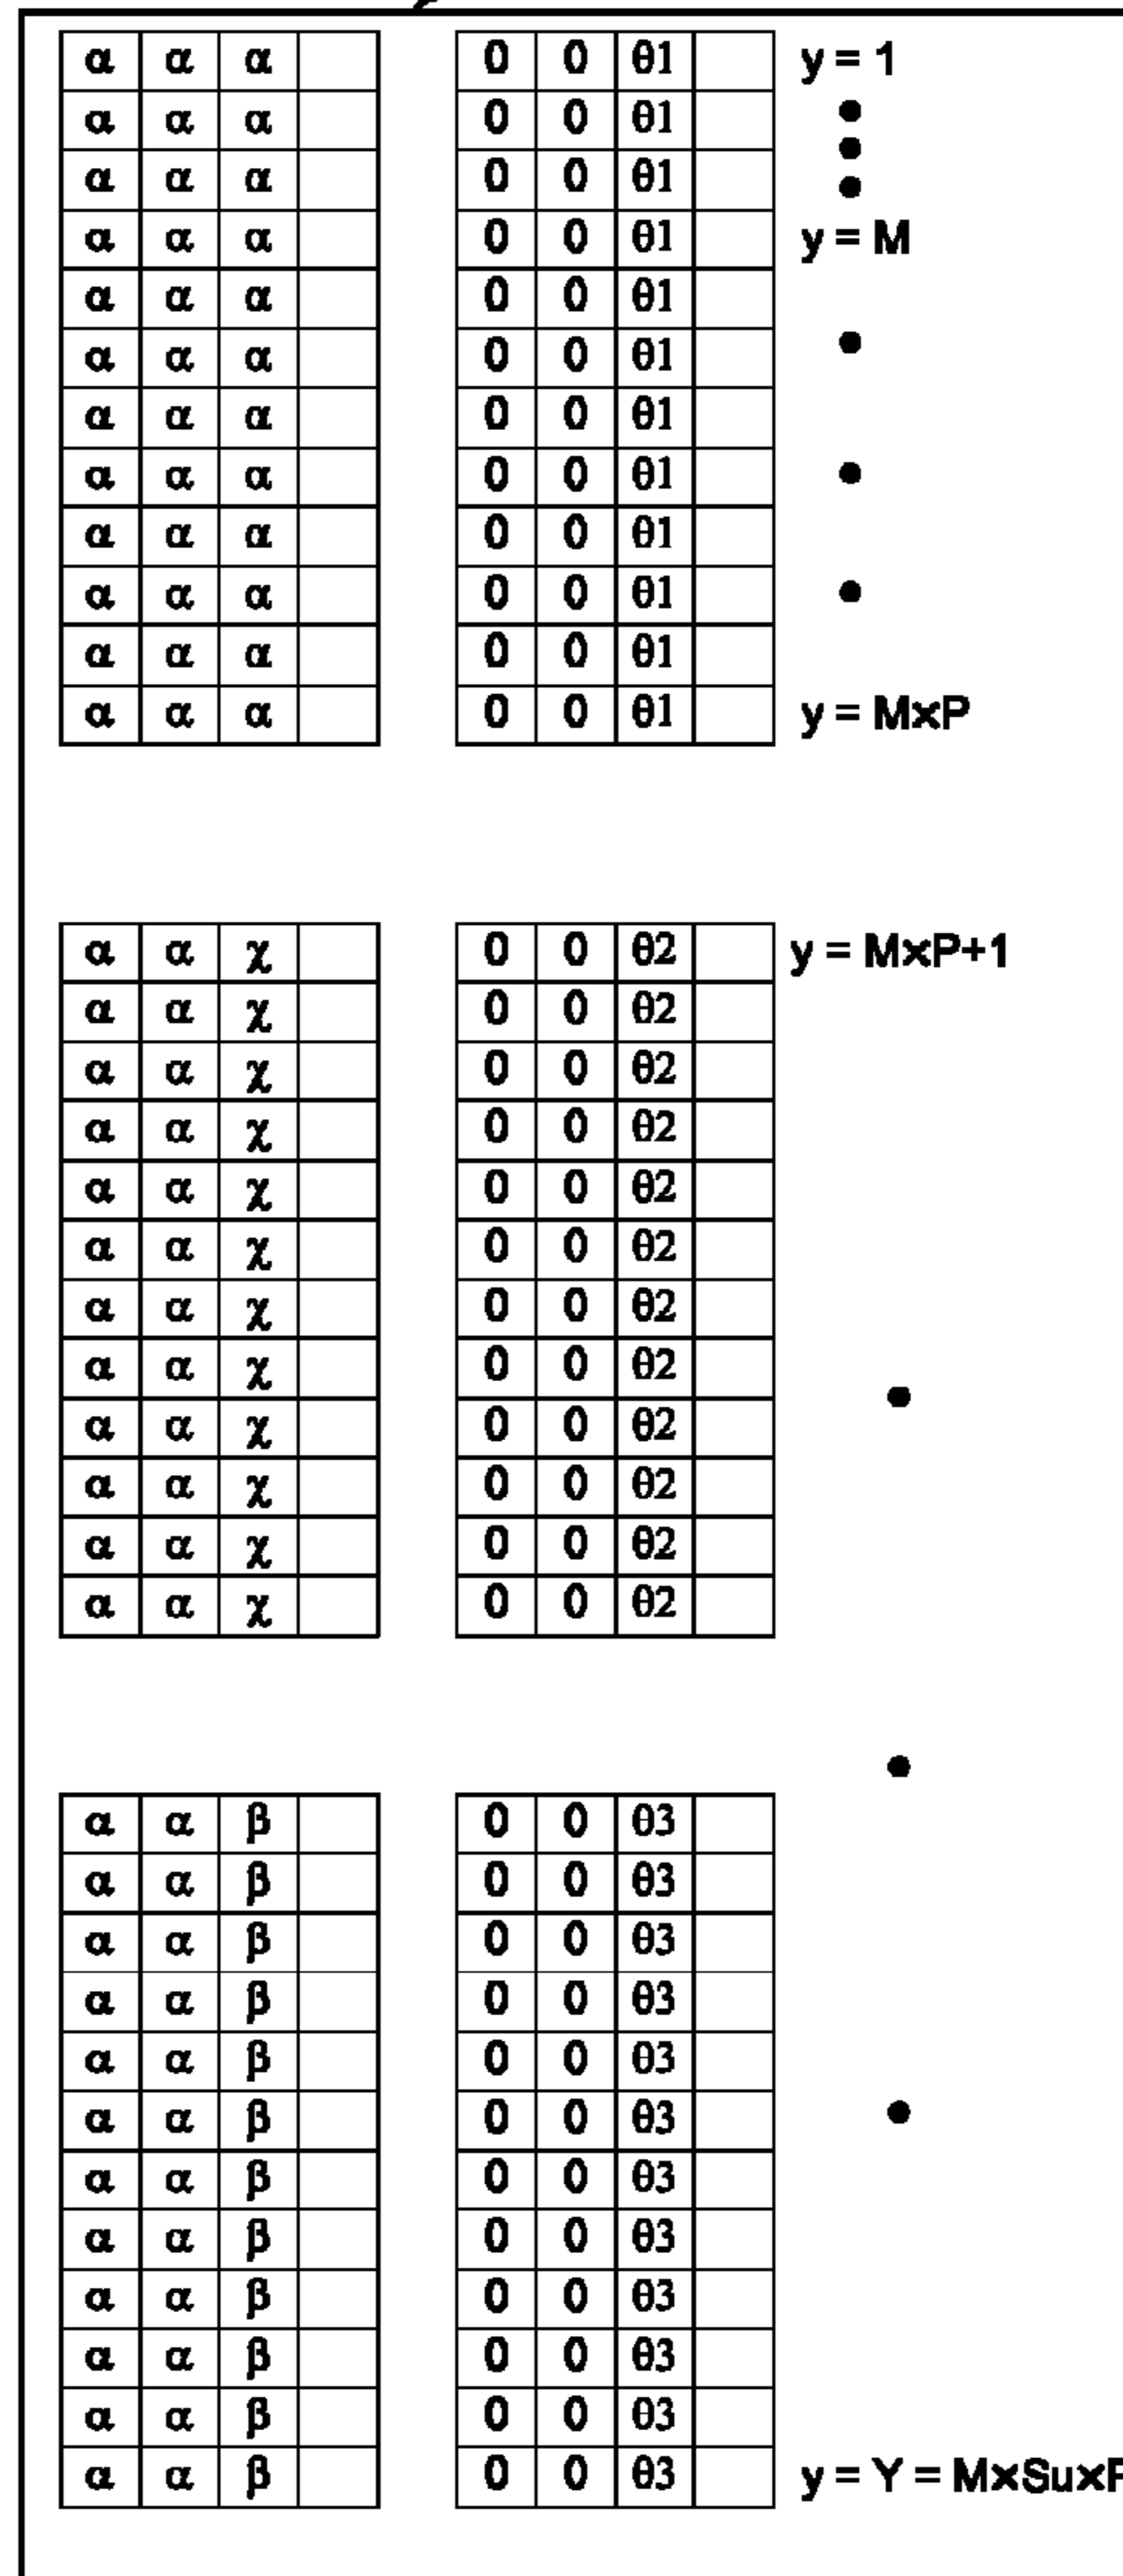 α α α 0 0 θ1 y = 1
α α α 0 0 θ1
α α α 0 0 θ1
α α α 0 0 θ1 y = M
α α α 0 0 θ1
α α α 0 0 θ1
α α α 0 0 θ1
α α α 0 0 θ1
α α α 0 0 θ1
α α α 0 0 θ1
α α α 0 0 θ1
α α α 0 0 θ1 y = M×P
α α χ 0 0 θ2 y = M×P+1
α α χ 0 0 θ2
α α χ 0 0 θ2
α α χ 0 0 θ2
α α χ 0 0 θ2
α α χ 0 0 θ2
α α χ 0 0 θ2
α α χ 0 0 θ2
α α χ 0 0 θ2
α α χ 0 0 θ2
α α χ 0 0 θ2
α α χ 0 0 θ2
α α β 0 0 θ3
α α β 0 0 θ3
α α β 0 0 θ3
α α β 0 0 θ3
α α β 0 0 θ3
α α β 0 0 θ3
α α β 0 0 θ3
α α β 0 0 θ3
α α β 0 0 θ3
α α β 0 0 θ3
α α β 0 0 θ3
α α β 0 0 θ3 y = Y = M×Su×P